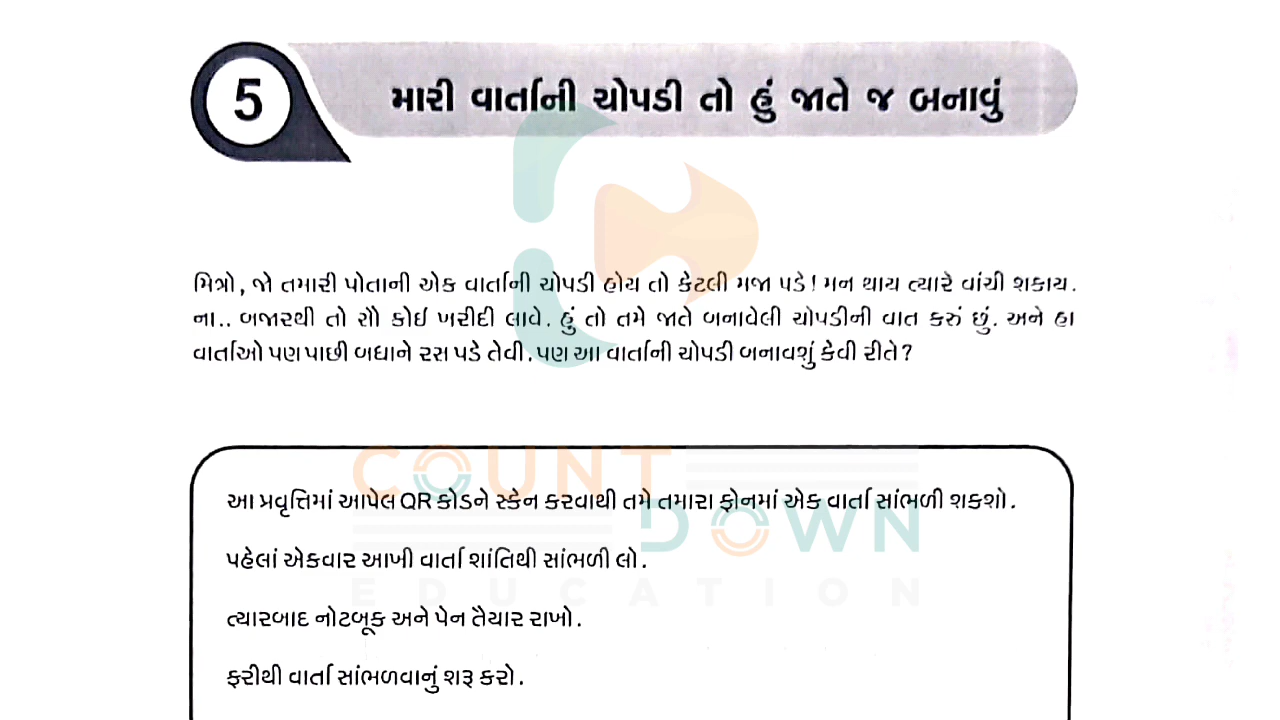 5
મારી વાર્તાની ચોપડી તો હું જાતે જ બનાવું
મિત્રો, જો તમારી પોતાની એક વાર્તાની ચોપડી હોય તો કેટલી મજા પડે! મન થાય ત્યારે વાંચી શકાય.
ના.. બજારથી તો સૌ કોઈ ખરીદી લાવે. હું તો તમે જાતે બનાવેલી ચોપડીની વાત કરું છું. અને હા
વાર્તાઓ પણ પાછી બધાને રસ પડે તેવી. પણ આ વાર્તાની ચોપડી બનાવશું કેવી રીતે?
COUNT
DOWN
EDUCATION
આ પ્રવૃત્તિમાં આપેલ QR કોડને સ્કેન કરવાથી તમે તમારા ફોનમાં એક વાર્તા સાંભળી શકશો.
પહેલાં એકવાર આખી વાર્તા શાંતિથી સાંભળી લો.
ત્યારબાદ નોટબૂક અને પેન તૈયાર રાખો.
ફરીથી વાર્તા સાંભળવાનું શરૂ કરો.